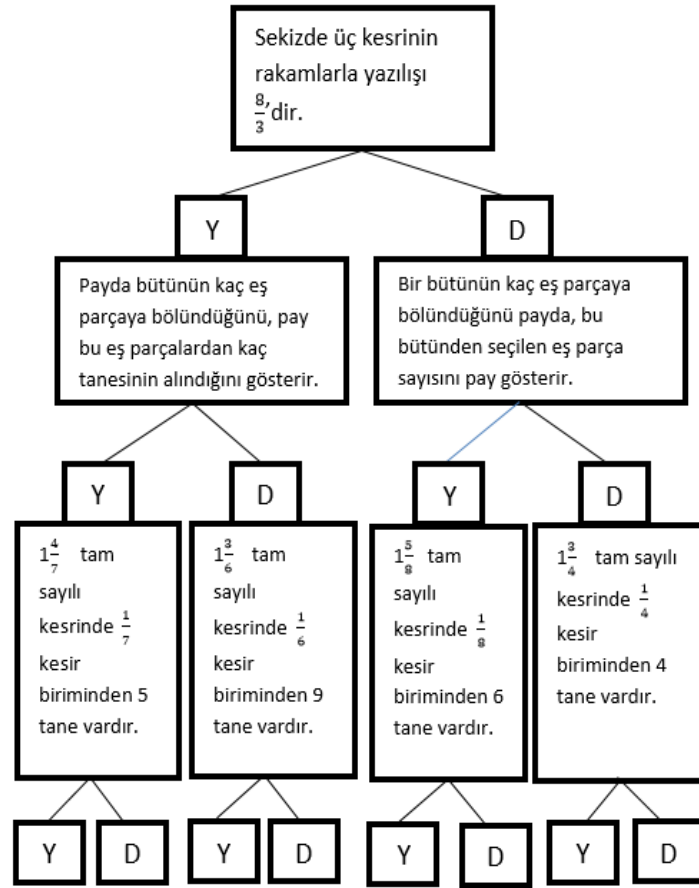 Sekizde üç kesrinin
rakamlarla yazılışı
8/3'dir.
Y
D
Payda bütünün kaç eş
parçaya bölündüğünü, pay
bu eş parçalardan kaç
tanesinin alındığını gösterir.
Bir bütünün kaç eş parçaya
bölündüğünü payda, bu
bütünden seçilen eş parça
sayısını pay gösterir.
Y
D
Y
D
1 4/7 tam
sayılı
kesrinde 1/7
kesir
biriminden 5
tane vardır.
1 3/6 tam
sayılı
kesrinde 1/6
kesir
biriminden 9
tane vardır.
1 5/8 tam
sayılı
kesrinde 1/8
kesir
biriminden 6
tane vardır.
1 3/4 tam sayılı
kesrinde 1/4
kesir
biriminden 4
tane vardır.
Y
D
Y
D
Y
D
Y
D